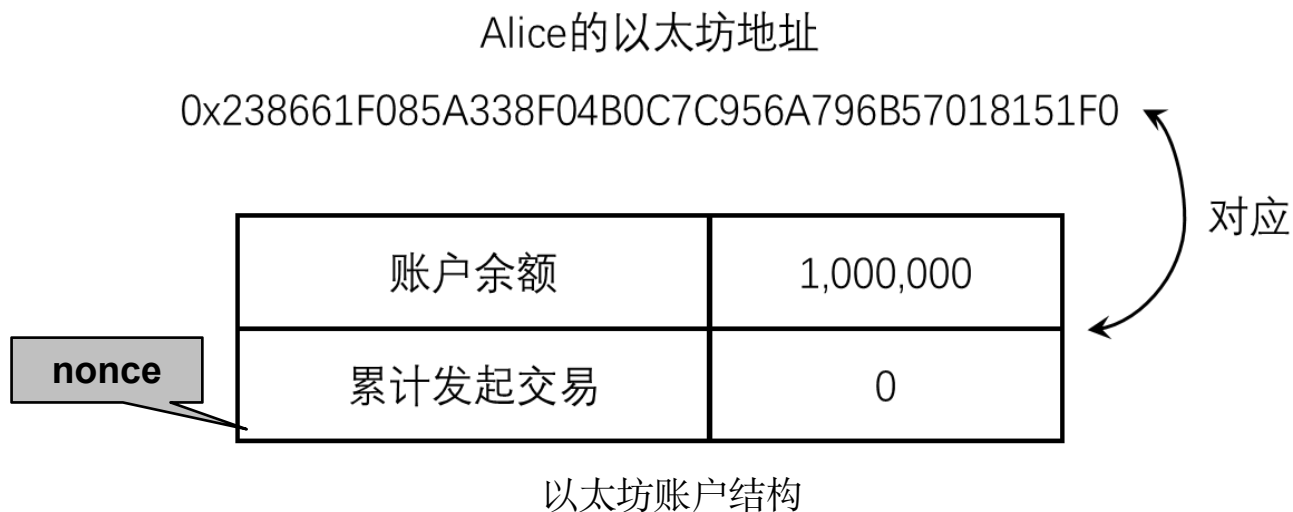 Alice的以太坊地址
0x238661F085A338F04B0C7C956A796B57018151F0
对应
账户余额 1,000,000
nonce
累计发起交易 0
以太坊账户结构